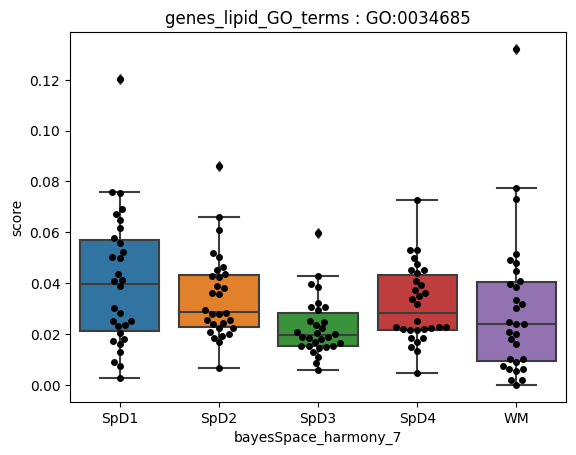 genes_lipid_GO_terms : GO:0034685
0.12
0.10
0.08
0.06
0.04
0.02
0.00
score
SpD1 SpD2 SpD3 SpD4 WM
bayesSpace_harmony_7